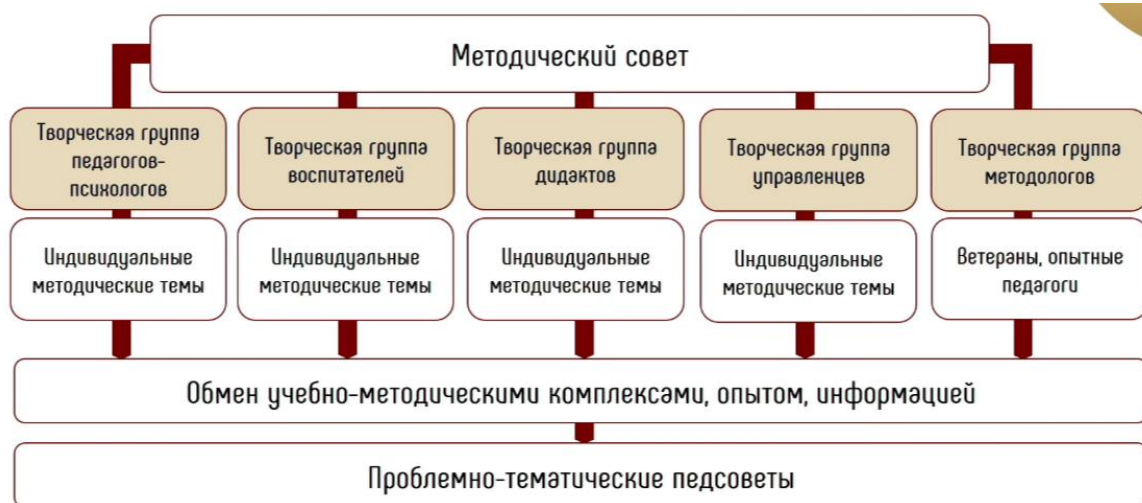 Методический совет
Творческая группа
педагогов-
психологов
Творческая группа
воспитателей
Творческая группа
дидактов
Творческая группа
управленцев
Творческая группа
методологов
Индивидуальные
методические темы
Индивидуальные
методические темы
Индивидуальные
методические темы
Индивидуальные
методические темы
Ветераны, опытные
педагоги
Обмен учебно-методическими комплексами, опытом, информацией
Проблемно-тематические педсоветы